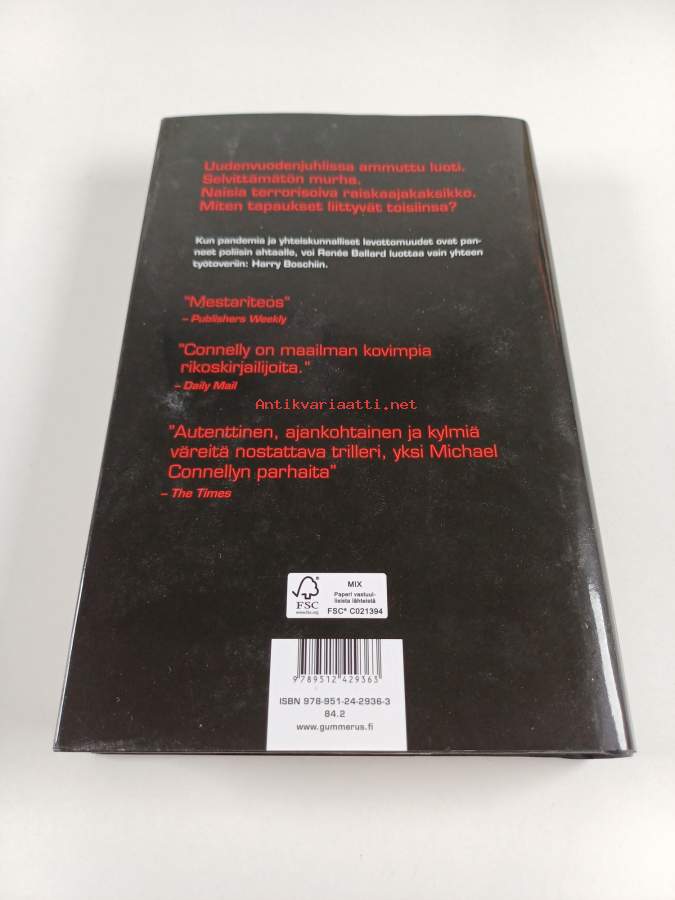 Uudenvuodenjuhlissa ammuttu luoti.
Selvittämätön murha.
Naisia terrorisoiva raiskaajakaksikko.
Miten tapaukset liittyvät toisiinsa?
Kun pandemia ja yhteiskunnalliset levottomuudet ovat pan-
neet poliisin ahtaalle, voi Renée Ballard luottaa vain yhteen
työtoveriin: Harry Boschiin.
"Mestariteos"
– Publishers Weekly
"Connelly on maailman kovimpia
rikoskirjailijoita."
– Daily Mail
Antikvariaatti.net
"Autenttinen, ajankohtainen ja kylmiä
väreitä nostattava trilleri, yksi Michael
Connellyn parhaita"
– The Times
FSC
www.fsc.org
MIX
Paperi vastuul-
lisista lähteistä
FSC® C021394
9789512429363
ISBN 978-951-24-2936-3
84.2
www.gummerus.fi